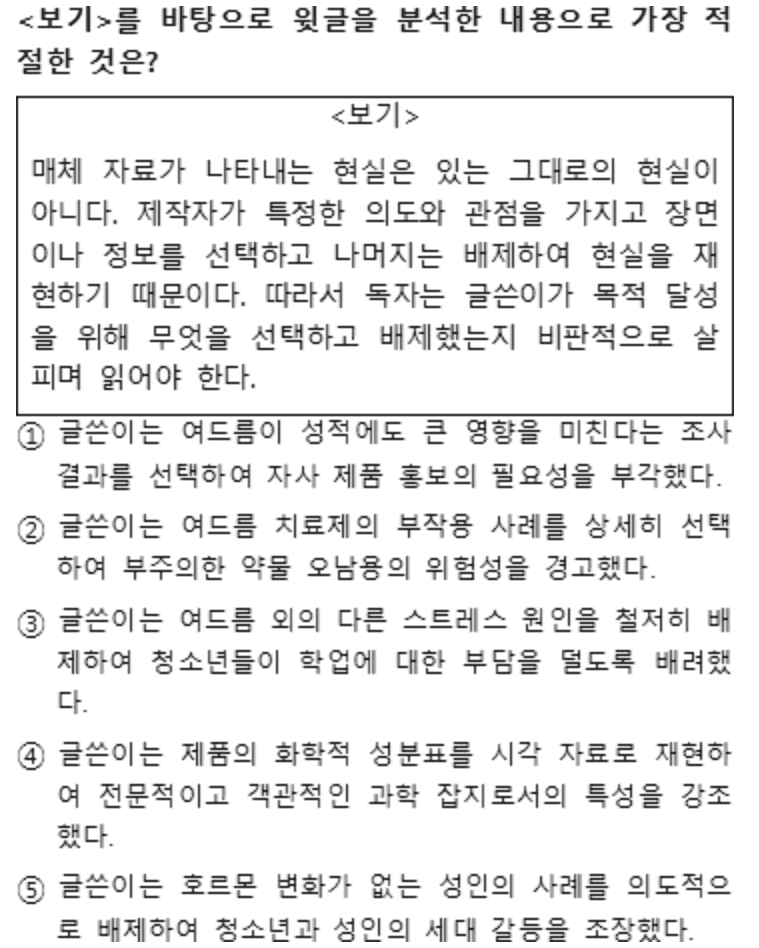 <보기>를 바탕으로 윗글을 분석한 내용으로 가장 적
절한 것은?
<보기>
매체 자료가 나타내는 현실은 있는 그대로의 현실이
아니다. 제작자가 특정한 의도와 관점을 가지고 장면
이나 정보를 선택하고 나머지는 배제하여 현실을 재
현하기 때문이다. 따라서 독자는 글쓴이가 목적 달성
을 위해 무엇을 선택하고 배제했는지 비판적으로 살
피며 읽어야 한다.
① 글쓴이는 여드름이 성적에도 큰 영향을 미친다는 조사
결과를 선택하여 자사 제품 홍보의 필요성을 부각했다.
② 글쓴이는 여드름 치료제의 부작용 사례를 상세히 선택
하여 부주의한 약물 오남용의 위험성을 경고했다.
③ 글쓴이는 여드름 외의 다른 스트레스 원인을 철저히 배
제하여 청소년들이 학업에 대한 부담을 덜도록 배려했
다.
④ 글쓴이는 제품의 화학적 성분표를 시각 자료로 재현하
여 전문적이고 객관적인 과학 잡지로서의 특성을 강조
했다.
⑤ 글쓴이는 호르몬 변화가 없는 성인의 사례를 의도적으
로 배제하여 청소년과 성인의 세대 갈등을 조장했다.